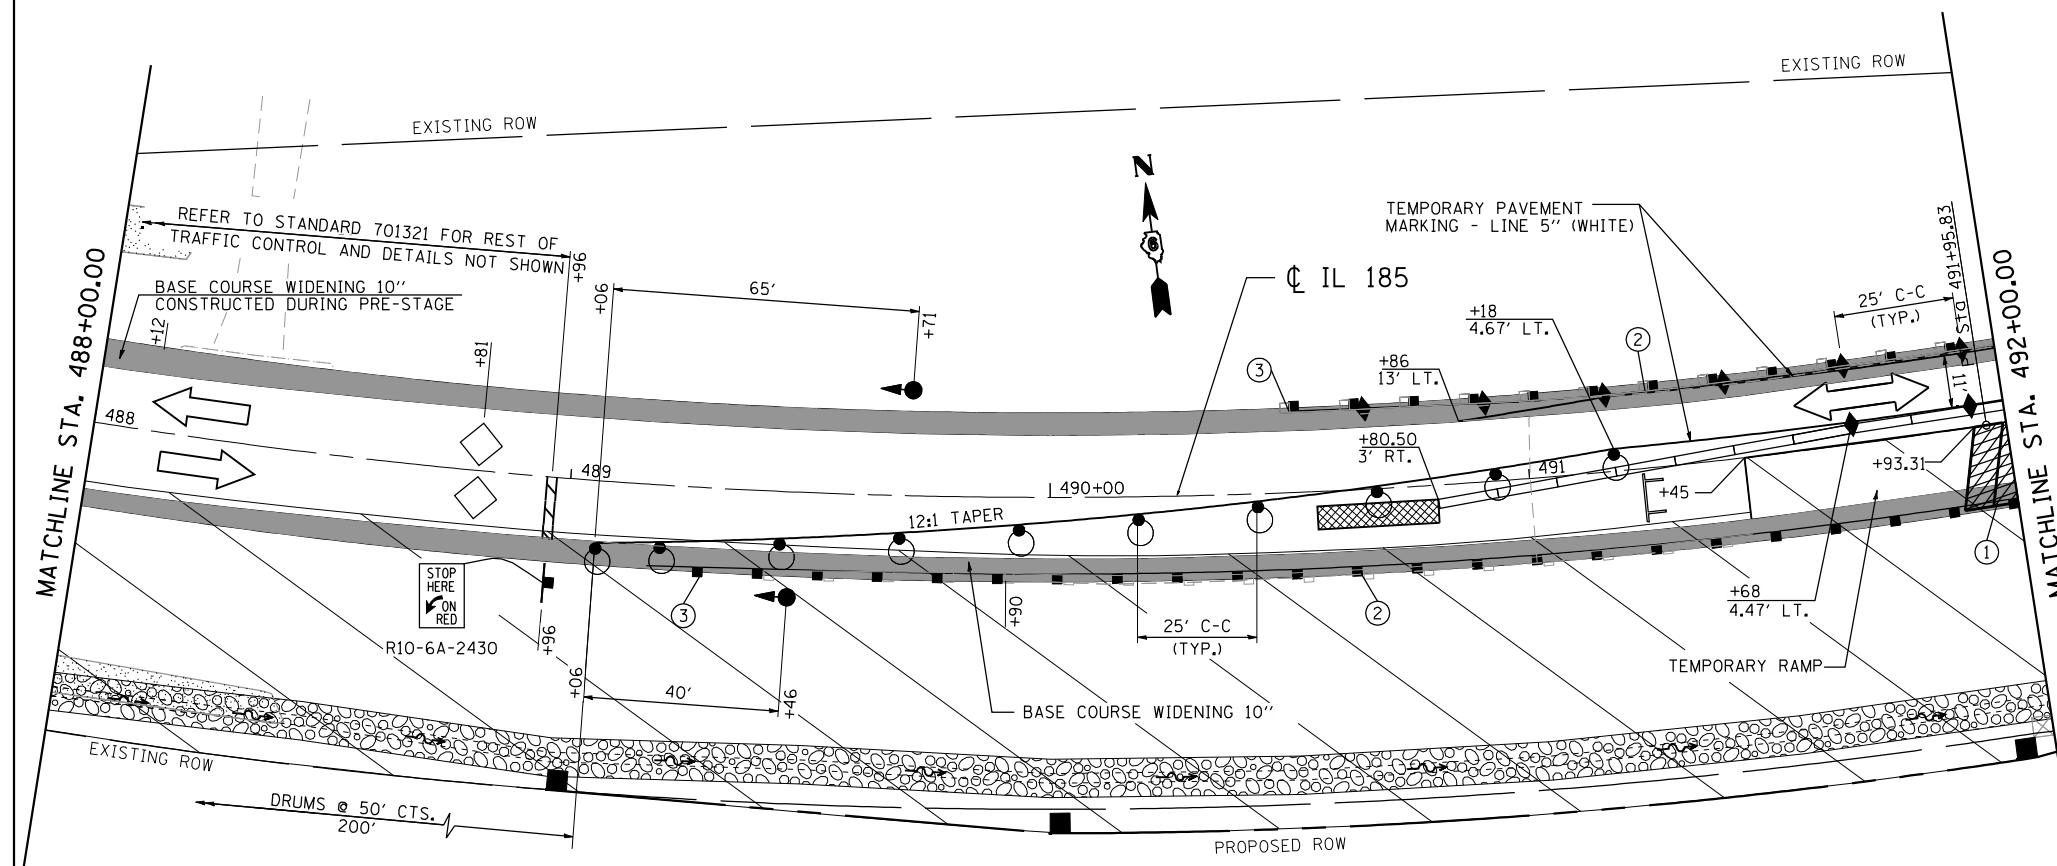 EXISTING ROW
EXISTING ROW
N
6
REFER TO STANDARD 701321 FOR REST OF
TRAFFIC CONTROL AND DETAILS NOT SHOWN
+96
BASE COURSE WIDENING 10"
CONSTRUCTED DURING PRE-STAGE
+12
+81
+06
65'
+71
℄ IL 185
TEMPORARY PAVEMENT
MARKING - LINE 5" (WHITE)
+18
4.67' LT.
+86
13' LT.
2
3
25' C-C
(TYP.)
Sta 491+95.83
11'
MATCHLINE STA. 488+00.00
MATCHLINE STA. 492+00.00
488
489
490+00
491
12:1 TAPER
+80.50
3' RT.
+45
+93.31
1
STOP
HERE
ON
RED
R10-6A-2430
+96
3
+06
40'
+46
+90
25' C-C
(TYP.)
2
+68
4.47' LT.
TEMPORARY RAMP
BASE COURSE WIDENING 10"
EXISTING ROW
DRUMS @ 50' CTS.
200'
PROPOSED ROW